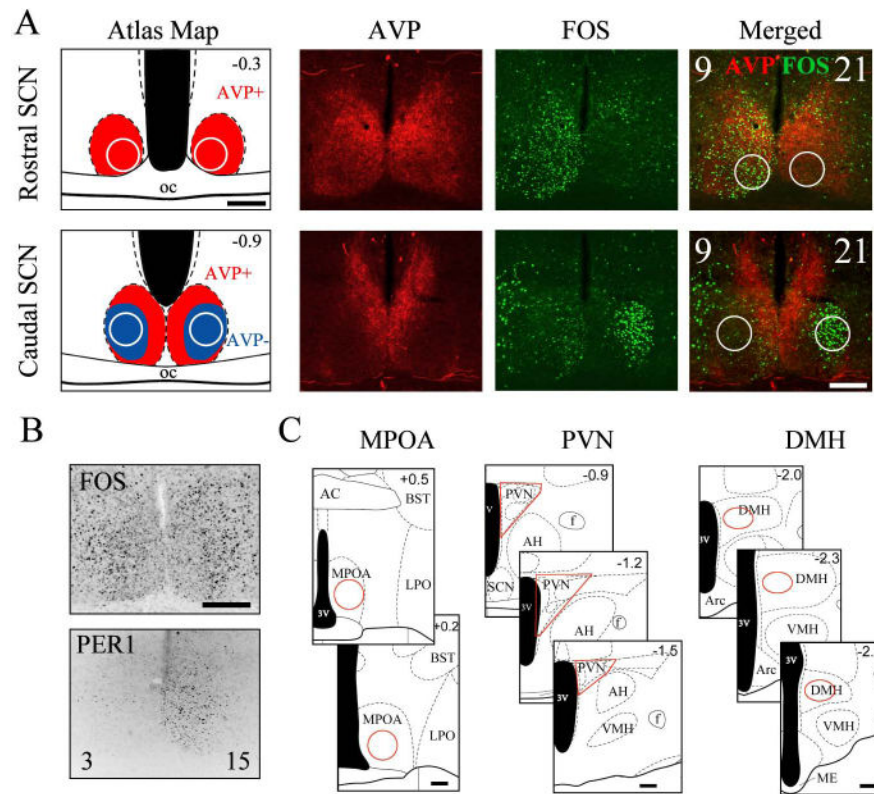 A
Atlas Map
AVP
FOS
Merged
Rostral SCN
-0.3
AVP+
oc
9
AVP
FOS
21
Caudal SCN
-0.9
AVP+
AVP-
oc
9
21
B
FOS
PER1
3
15
C
MPOA
PVN
DMH
+0.5
AC
BST
MPOA
LPO
3V
+0.2
BST
MPOA
LPO
-0.9
PVN
V
f
AH
SCN
-1.2
PVN
3V
f
AH
-1.5
PVN
3V
AH
f
VMH
-2.0
DMH
Arc
-2.3
DMH
VMH
Arc
3V
DMH
VMH
ME